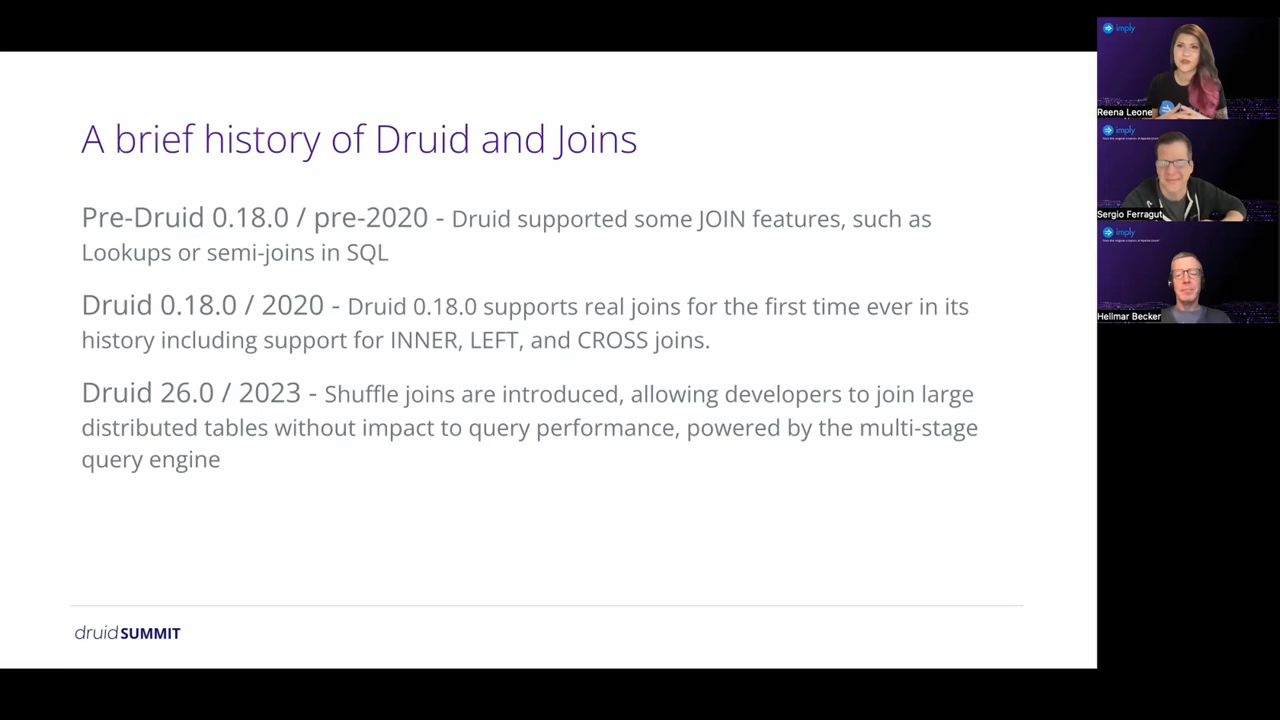 A brief history of Druid and Joins
Pre-Druid 0.18.0 / pre-2020 - Druid supported some JOIN features, such as
Lookups or semi-joins in SQL
Druid 0.18.0 / 2020 - Druid 0.18.0 supports real joins for the first time ever in its
history including support for INNER, LEFT, and CROSS joins.
Druid 26.0 / 2023 - Shuffle joins are introduced, allowing developers to join large
distributed tables without impact to query performance, powered by the multi-stage
query engine
druidSUMMIT
imply
Reena Leone
imply
Sergio Ferragut
imply
Hellmar Becker